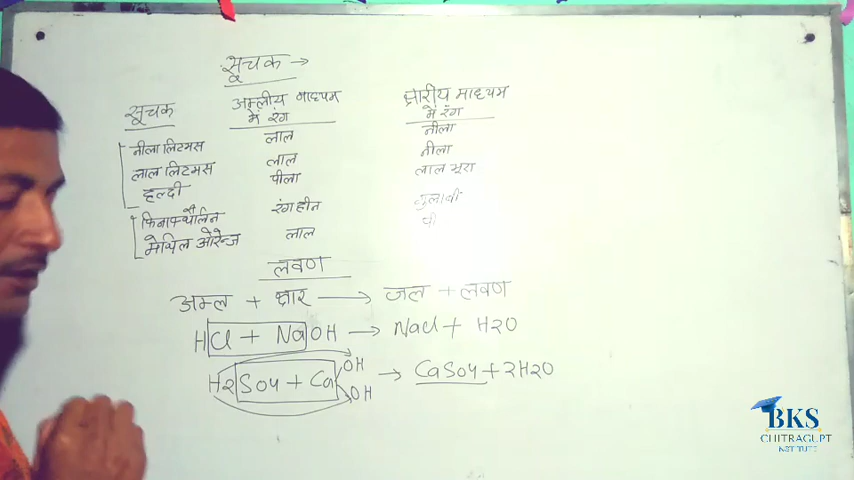 सूचक →
सूचक अम्लीय माध्यम में रंग क्षारीय माध्यम में रंग
नीला लिटमस लाल नीला
लाल लिटमस लाल नीला
हल्दी पीला लाल भूरा
फिनाफ्थौलिन रंगहीन गुलाबी
मेथिल ओरेन्ज लाल पी
लवण
अम्ल + क्षार → जल + लवण
HCl + NaOH → NaCl + H2O
H2SO4 + Ca OH OH → CaSO4 + 2H2O
BKS
CHITRAGUPT
INSTITUTE